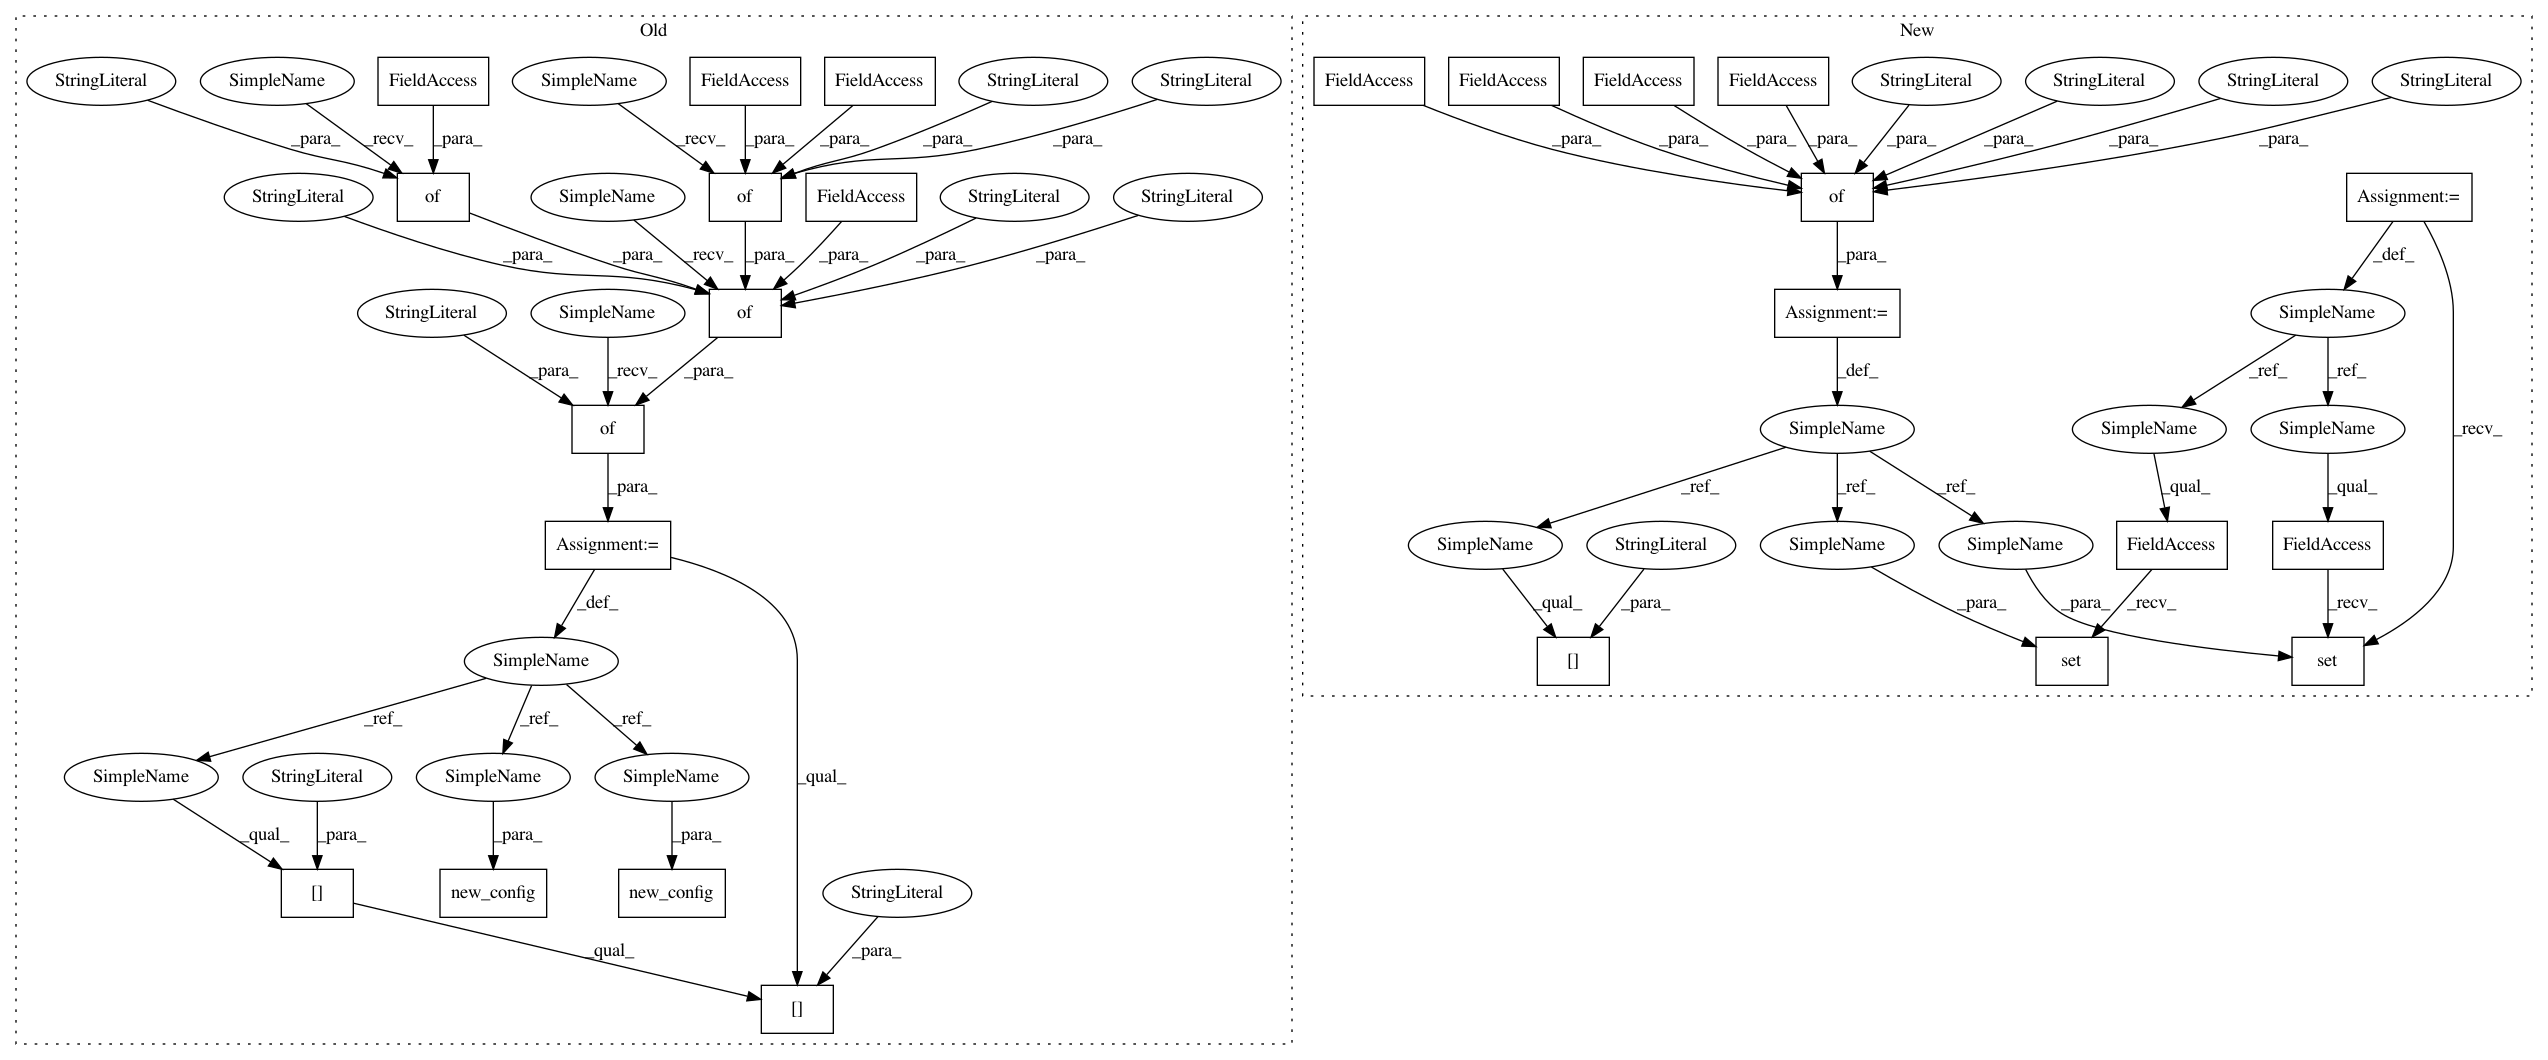 Old
New
StringLiteral SimpleName FieldAccess SimpleName FieldAccess FieldAccess StringLiteral StringLiteral
_para_ _recv_ _para_ _recv_ _para_ _para_ _para_ _para_
StringLiteral of SimpleName of FieldAccess StringLiteral StringLiteral
_para_ _para_ _recv_ _para_ _para_ _para_ _para_
StringLiteral SimpleName of
_para_ _recv_ _para_
of
_para_
Assignment:=
_def_
SimpleName
_ref_ _ref_ _ref_
SimpleName StringLiteral SimpleName SimpleName _qual_
_qual_ _para_ _para_ _para_
[] new_config new_config StringLiteral
_qual_ _para_
[]
FieldAccess FieldAccess FieldAccess FieldAccess StringLiteral StringLiteral StringLiteral StringLiteral
_para_ _para_ _para_ _para_ _para_ _para_ _para_ _para_
of Assignment:=
_para_ _def_
Assignment:= SimpleName
_def_ _ref_ _ref_
SimpleName SimpleName SimpleName _recv_
_ref_ _ref_ _ref_ _qual_ _qual_
SimpleName StringLiteral SimpleName SimpleName FieldAccess FieldAccess
_qual_ _para_ _para_ _para_ _recv_ _recv_
[] set set